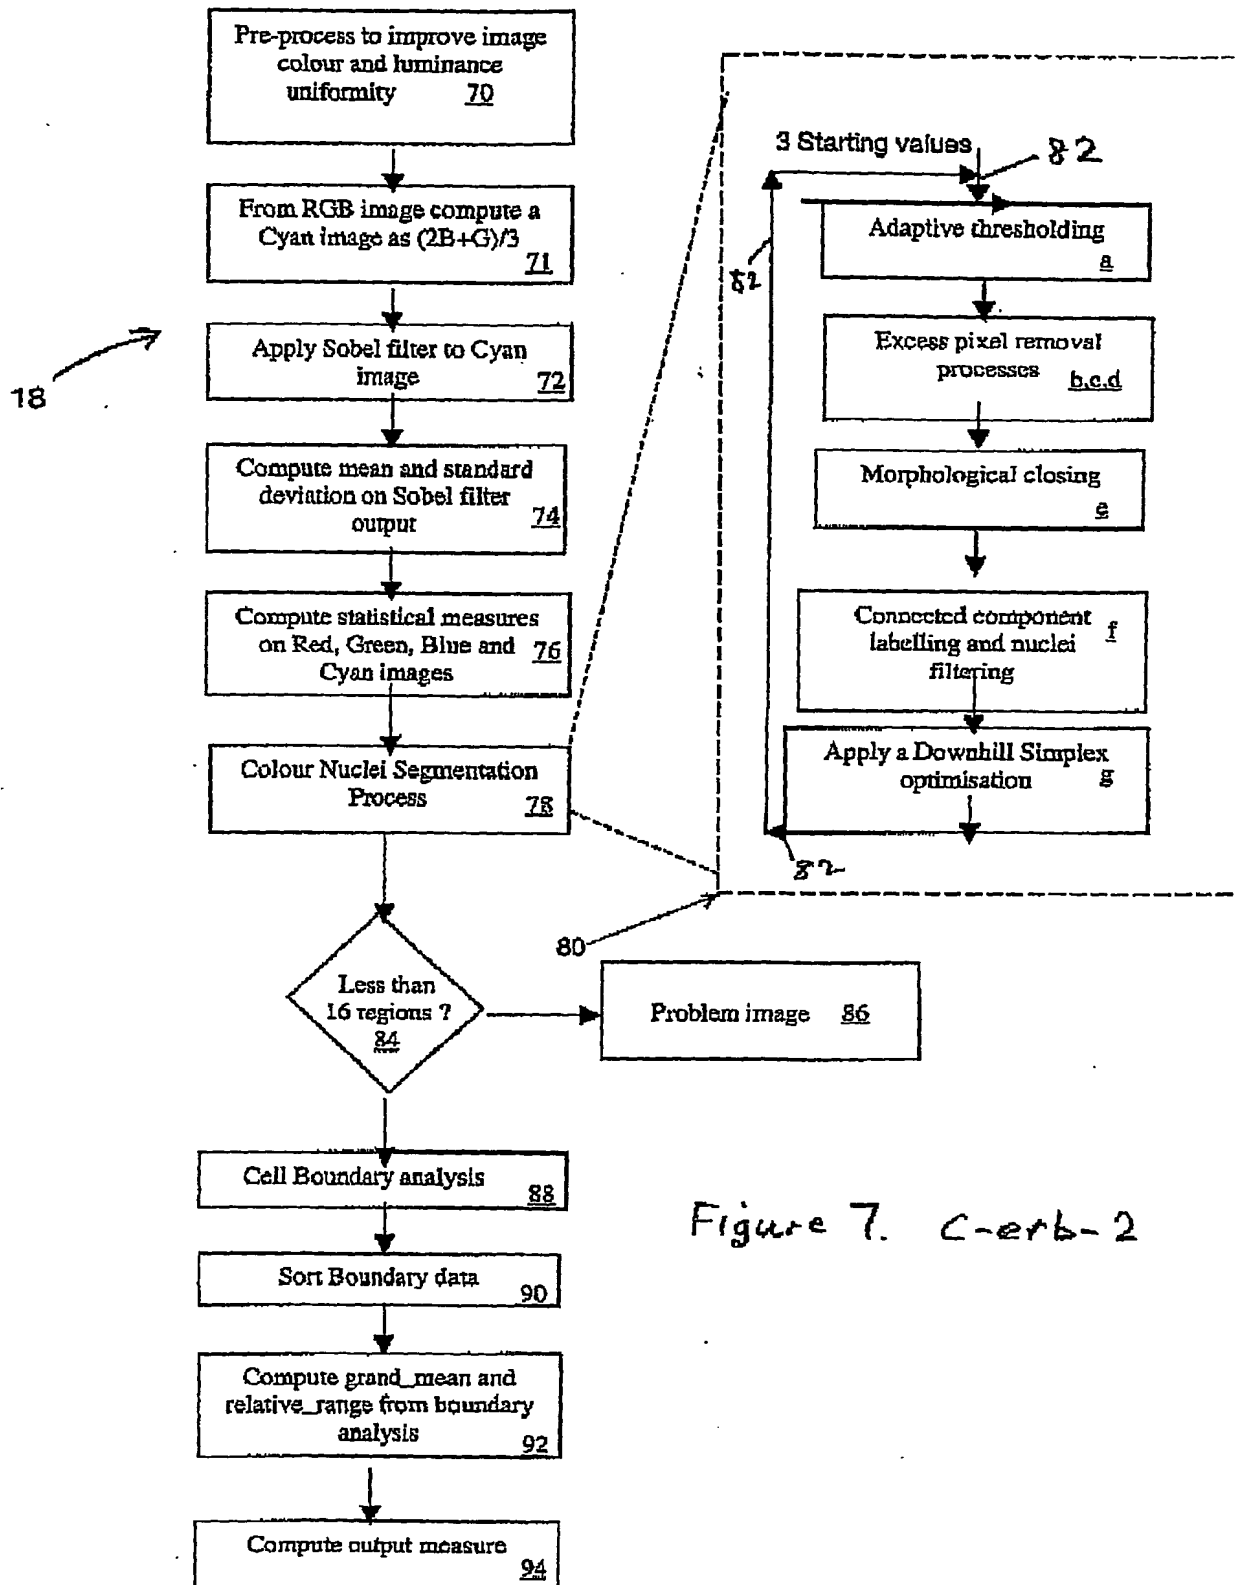 Pre-process to improve image
colour and luminance
uniformity 70
From RGB image compute a
Cyan image as (2B+G)/3
71
18
Apply Sobel filter to Cyan
image 72
Compute mean and standard
deviation on Sobel filter
output 74
Compute statistical measures
on Red, Green, Blue and 76
Cyan images
Colour Nuclei Segmentation
Process 78
3 Starting values 82
82
Adaptive thresholding
a
Excess pixel removal
processes b,c,d
Morphological closing
e
Connected component
labelling and nuclei f
filtering
Apply a Downhill Simplex
optimisation g
82
80
Less than
16 regions ?
84
Problem image 86
Cell Boundary analysis
88
Sort Boundary data
90
Compute grand_mean and
relative_range from boundary
analysis 92
Compute output measure
94
Figure 7. C-erb-2